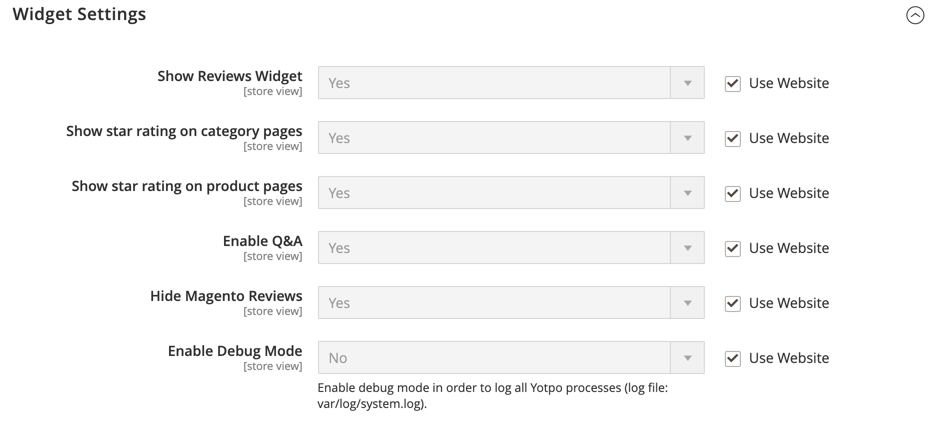 Widget Settings
Show Reviews Widget
[store view]
Yes
Use Website
Show star rating on category pages
[store view]
Yes
Use Website
Show star rating on product pages
[store view]
Yes
Use Website
Enable Q&A
[store view]
Yes
Use Website
Hide Magento Reviews
[store view]
Yes
Use Website
Enable Debug Mode
[store view]
No
Use Website
Enable debug mode in order to log all Yotpo processes (log file:
var/log/system.log).